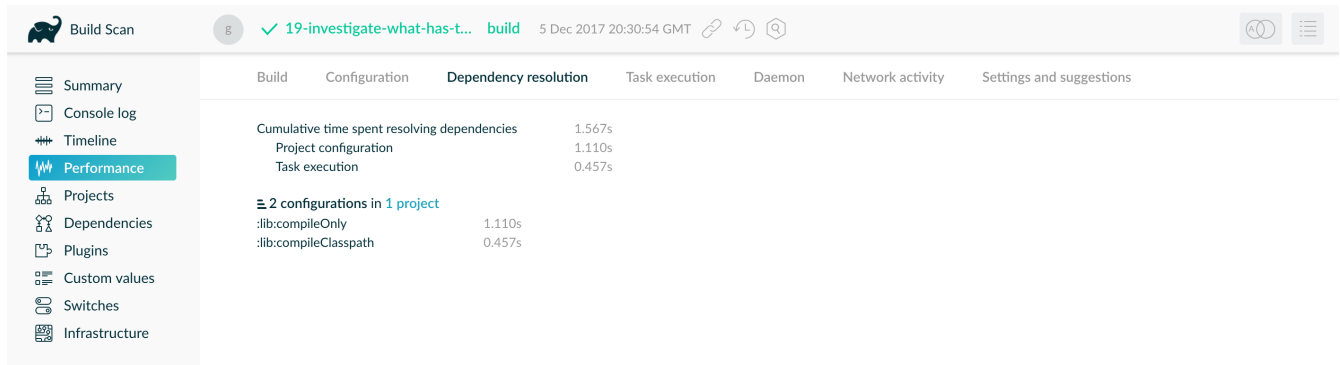 Build Scan
g 19-investigate-what-has-t... build 5 Dec 2017 20:30:54 GMT
Summary
Console log
Timeline
Performance
Projects
Dependencies
Plugins
Custom values
Switches
Infrastructure
Build Configuration Dependency resolution Task execution Daemon Network activity Settings and suggestions
Cumulative time spent resolving dependencies 1.567s
Project configuration 1.110s
Task execution 0.457s
2 configurations in 1 project
:lib:compileOnly 1.110s
:lib:compileClasspath 0.457s